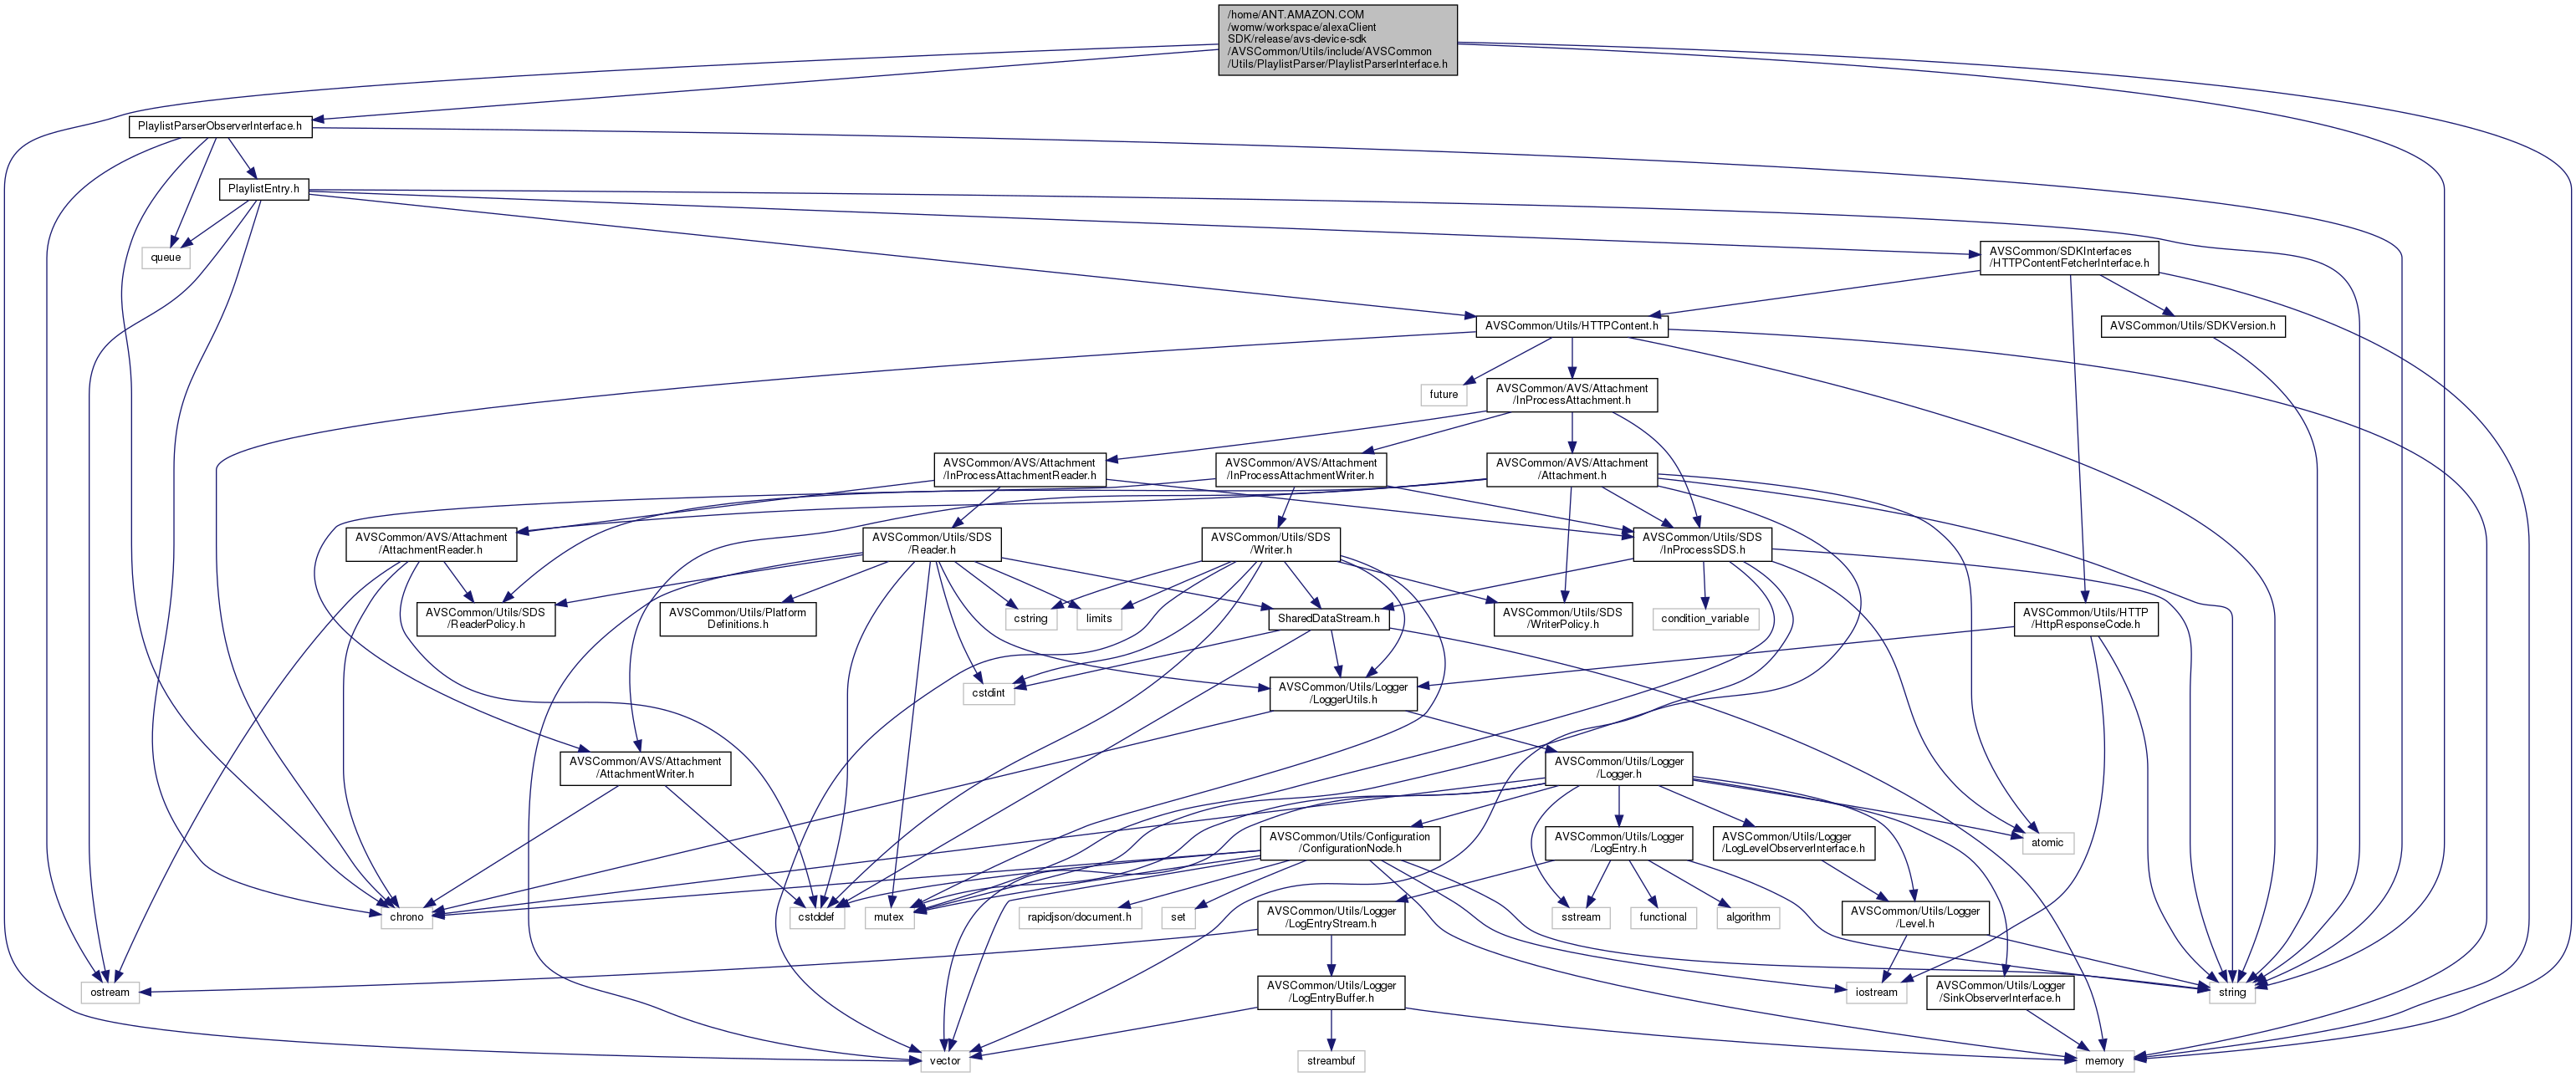 /home/ANT.AMAZON.COM
/womw/workspace/alexaClient
SDK/release/avs-device-sdk
/AVSCommon/Utils/include/AVSCommon
/Utils/PlaylistParser/PlaylistParserInterface.h
PlaylistParserObserverInterface.h
PlaylistEntry.h
queue
AVSCommon/SDKInterfaces
/HTTPContentFetcherInterface.h
AVSCommon/Utils/HTTPContent.h
AVSCommon/Utils/SDKVersion.h
future
AVSCommon/AVS/Attachment
/InProcessAttachment.h
AVSCommon/AVS/Attachment
/InProcessAttachmentReader.h
AVSCommon/AVS/Attachment
/InProcessAttachmentWriter.h
AVSCommon/AVS/Attachment
/Attachment.h
AVSCommon/AVS/Attachment
/AttachmentReader.h
AVSCommon/Utils/SDS
/Reader.h
AVSCommon/Utils/SDS
/Writer.h
AVSCommon/Utils/SDS
/InProcessSDS.h
AVSCommon/Utils/SDS
/ReaderPolicy.h
AVSCommon/Utils/Platform
Definitions.h
cstring
limits
SharedDataStream.h
AVSCommon/Utils/SDS
/WriterPolicy.h
condition_variable
AVSCommon/Utils/HTTP
/HttpResponseCode.h
cstdint
AVSCommon/Utils/Logger
/LoggerUtils.h
AVSCommon/AVS/Attachment
/AttachmentWriter.h
AVSCommon/Utils/Logger
/Logger.h
AVSCommon/Utils/Configuration
/ConfigurationNode.h
AVSCommon/Utils/Logger
/LogEntry.h
AVSCommon/Utils/Logger
/LogLevelObserverInterface.h
atomic
chrono
cstddef
mutex
rapidjson/document.h
set
AVSCommon/Utils/Logger
/LogEntryStream.h
sstream
functional
algorithm
AVSCommon/Utils/Logger
/Level.h
ostream
AVSCommon/Utils/Logger
/LogEntryBuffer.h
iostream
AVSCommon/Utils/Logger
/SinkObserverInterface.h
string
vector
streambuf
memory